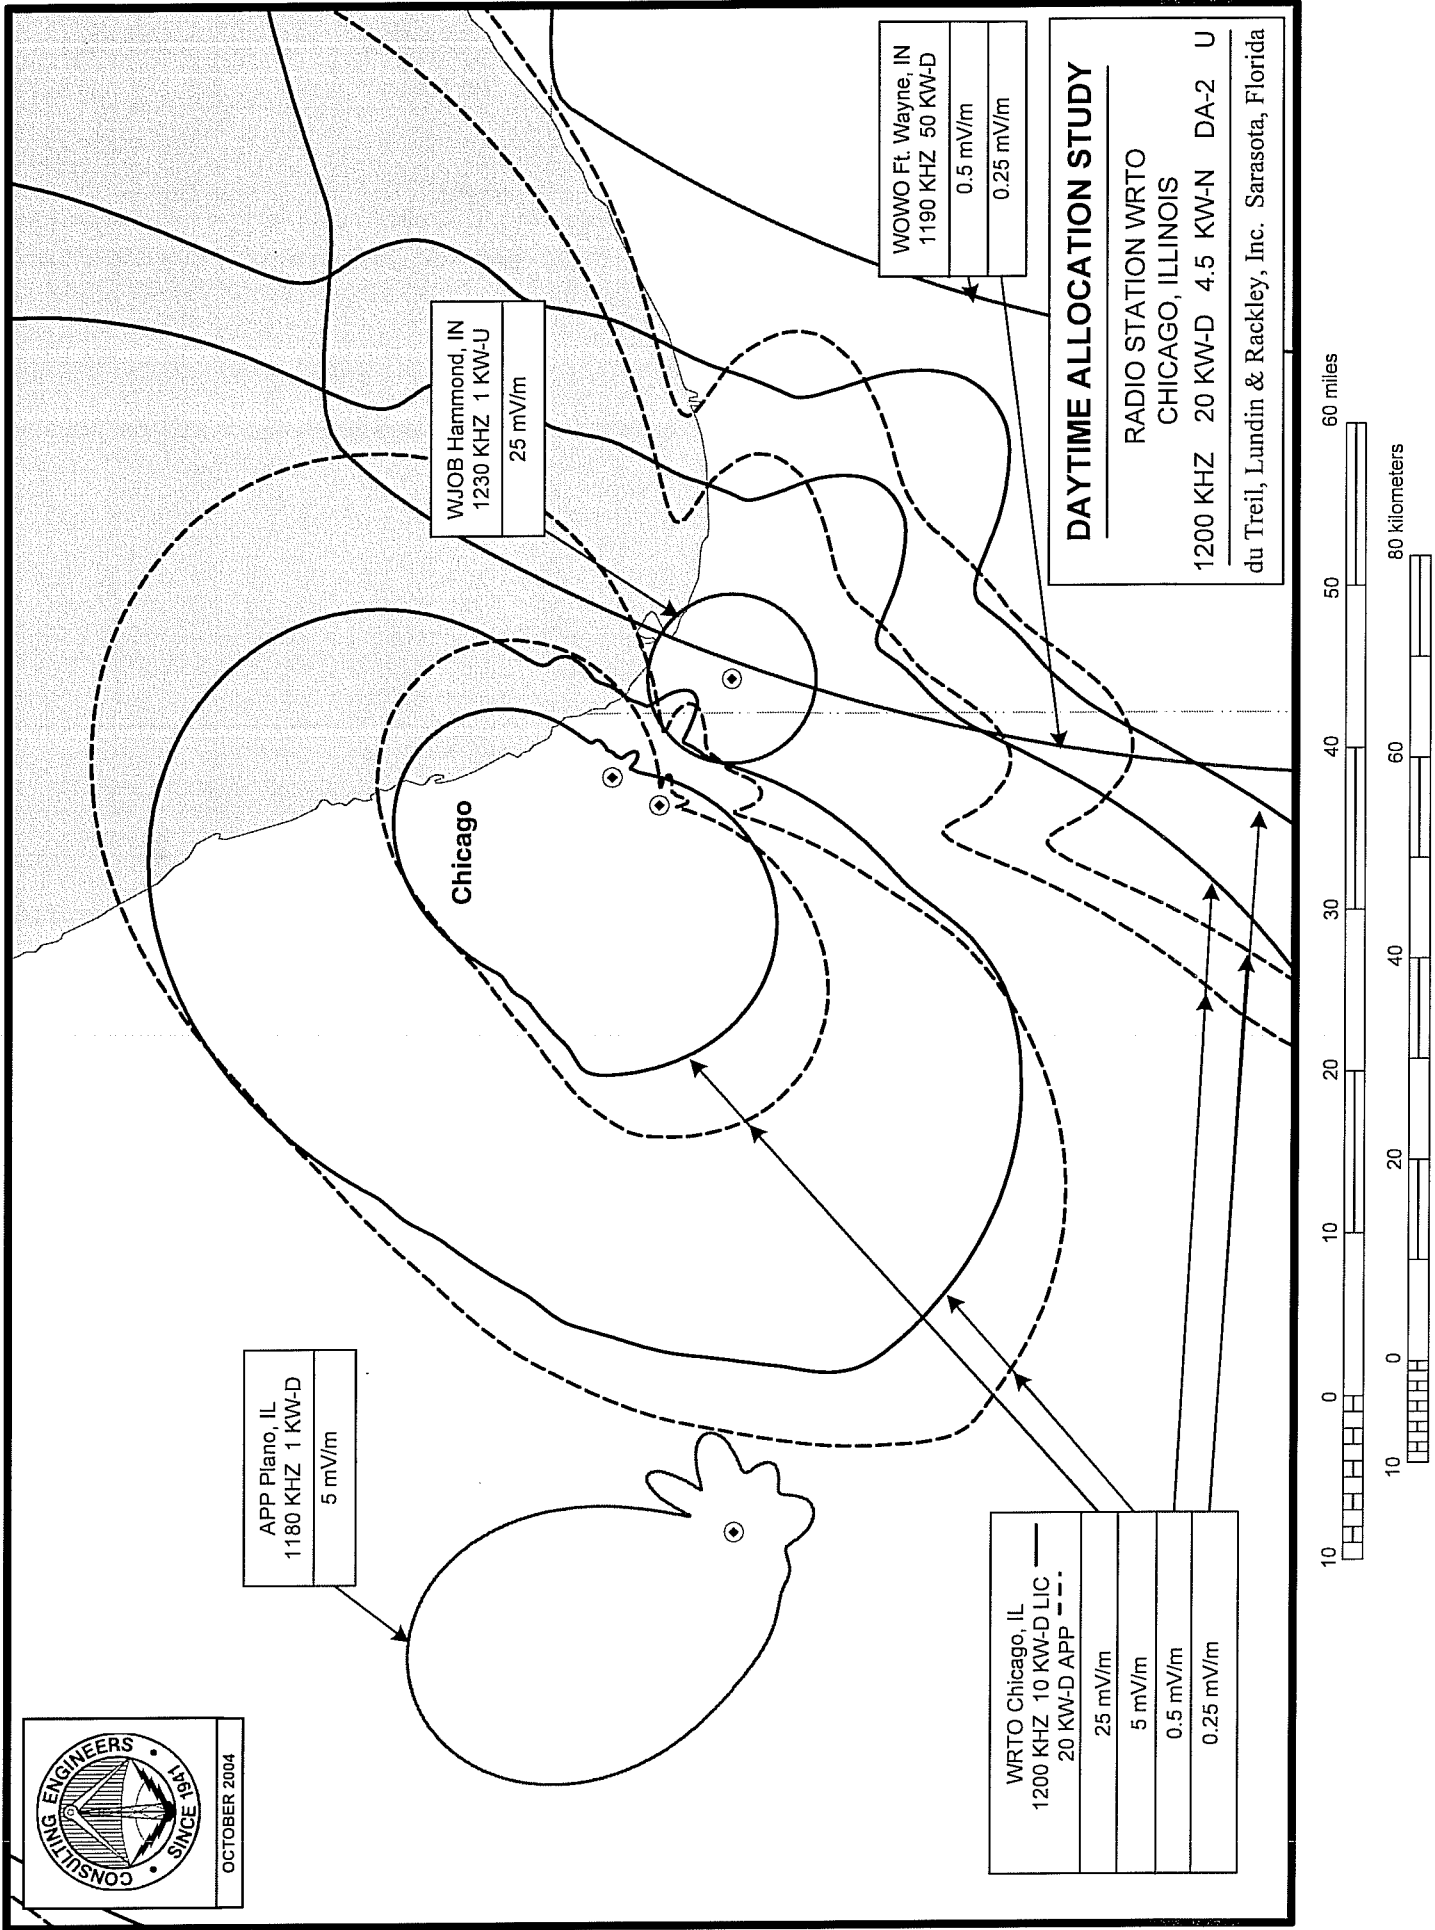 CONSULTING ENGINEERS
• SINCE 1941 •
OCTOBER 2004
APP Plano, IL
1180 KHZ 1 KW-D
5 mV/m
WJOB Hammond, IN
1230 KHZ 1 KW-U
25 mV/m
Chicago
WOWO Ft. Wayne, IN
1190 KHZ 50 KW-D
0.5 mV/m
0.25 mV/m
WRTO Chicago, IL
1200 KHZ 10 KW-D LIC
20 KW-D APP
25 mV/m
5 mV/m
0.5 mV/m
0.25 mV/m
DAYTIME ALLOCATION STUDY
RADIO STATION WRTO
CHICAGO, ILLINOIS
1200 KHZ 20 KW-D 4.5 KW-N DA-2 U
du Treil, Lundin & Rackley, Inc. Sarasota, Florida
10 0 10 20 30 40 50 60 miles
10 0 20 40 60 80 kilometers